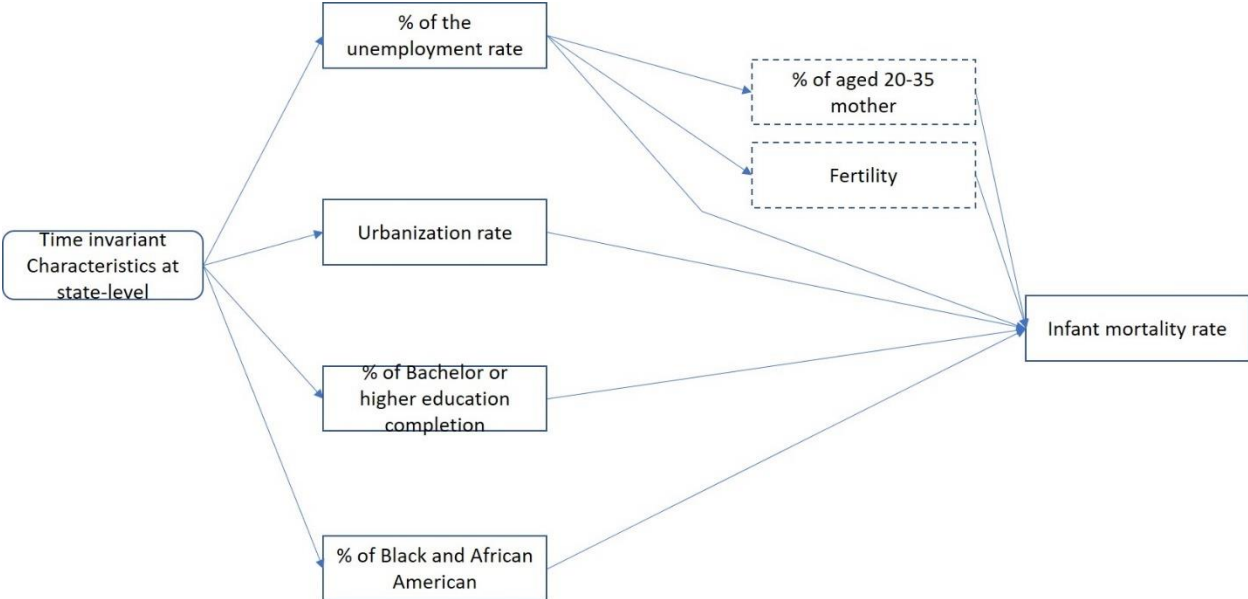 % of the
unemployment rate
% of aged 20-35
mother
Fertility
Urbanization rate
Time invariant
Characteristics at
state-level
Infant mortality rate
% of Bachelor or
higher education
completion
% of Black and African
American